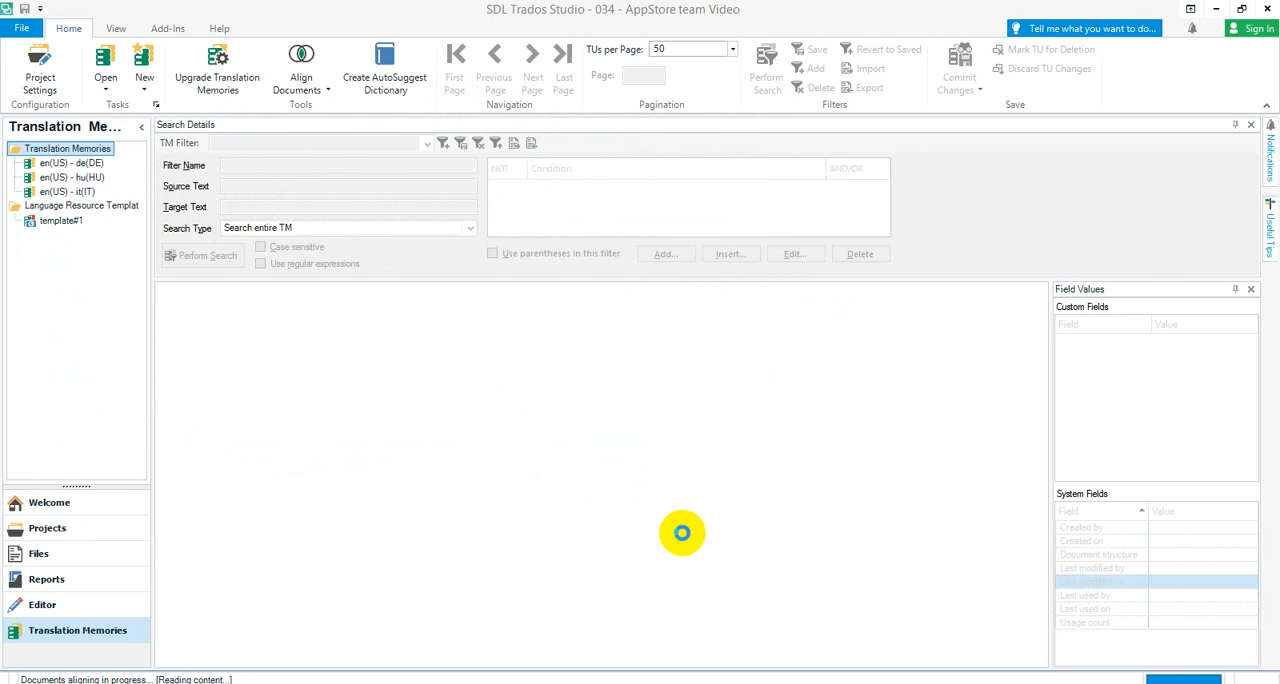 SDL Trados Studio - 034 - AppStore team Video
File
Home
View
Add-Ins
Help
Tell me what you want to do...
Sign In
Project Settings
Configuration
Open
New
Tasks
Upgrade Translation Memories
Align Documents
Create AutoSuggest Dictionary
Tools
First Page
Previous Page
Next Page
Last Page
Navigation
TUs per Page: 50
Page:
Pagination
Perform Search
Save
Add
Delete
Revert to Saved
Import
Export
Filters
Commit Changes
Mark TU for Deletion
Discard TU Changes
Save
Translation Me...
Translation Memories
en(US) - de(DE)
en(US) - hu(HU)
en(US) - it(IT)
Language Resource Templat
template#1
Search Details
TM Filter:
Filter Name
Source Text
Target Text
Search Type
Search entire TM
Perform Search
Case sensitive
Use regular expressions
NOT
Condition
AND/OR
Use parentheses in this filter
Add...
Insert...
Edit...
Delete
Notifications
Useful Tips
Field Values
Custom Fields
Field
Value
System Fields
Field
Value
Created by
Created on
Document structure
Last modified by
Last used by
Last used on
Usage count
Welcome
Projects
Files
Reports
Editor
Translation Memories
Documents aligning in progress... [Reading content...]